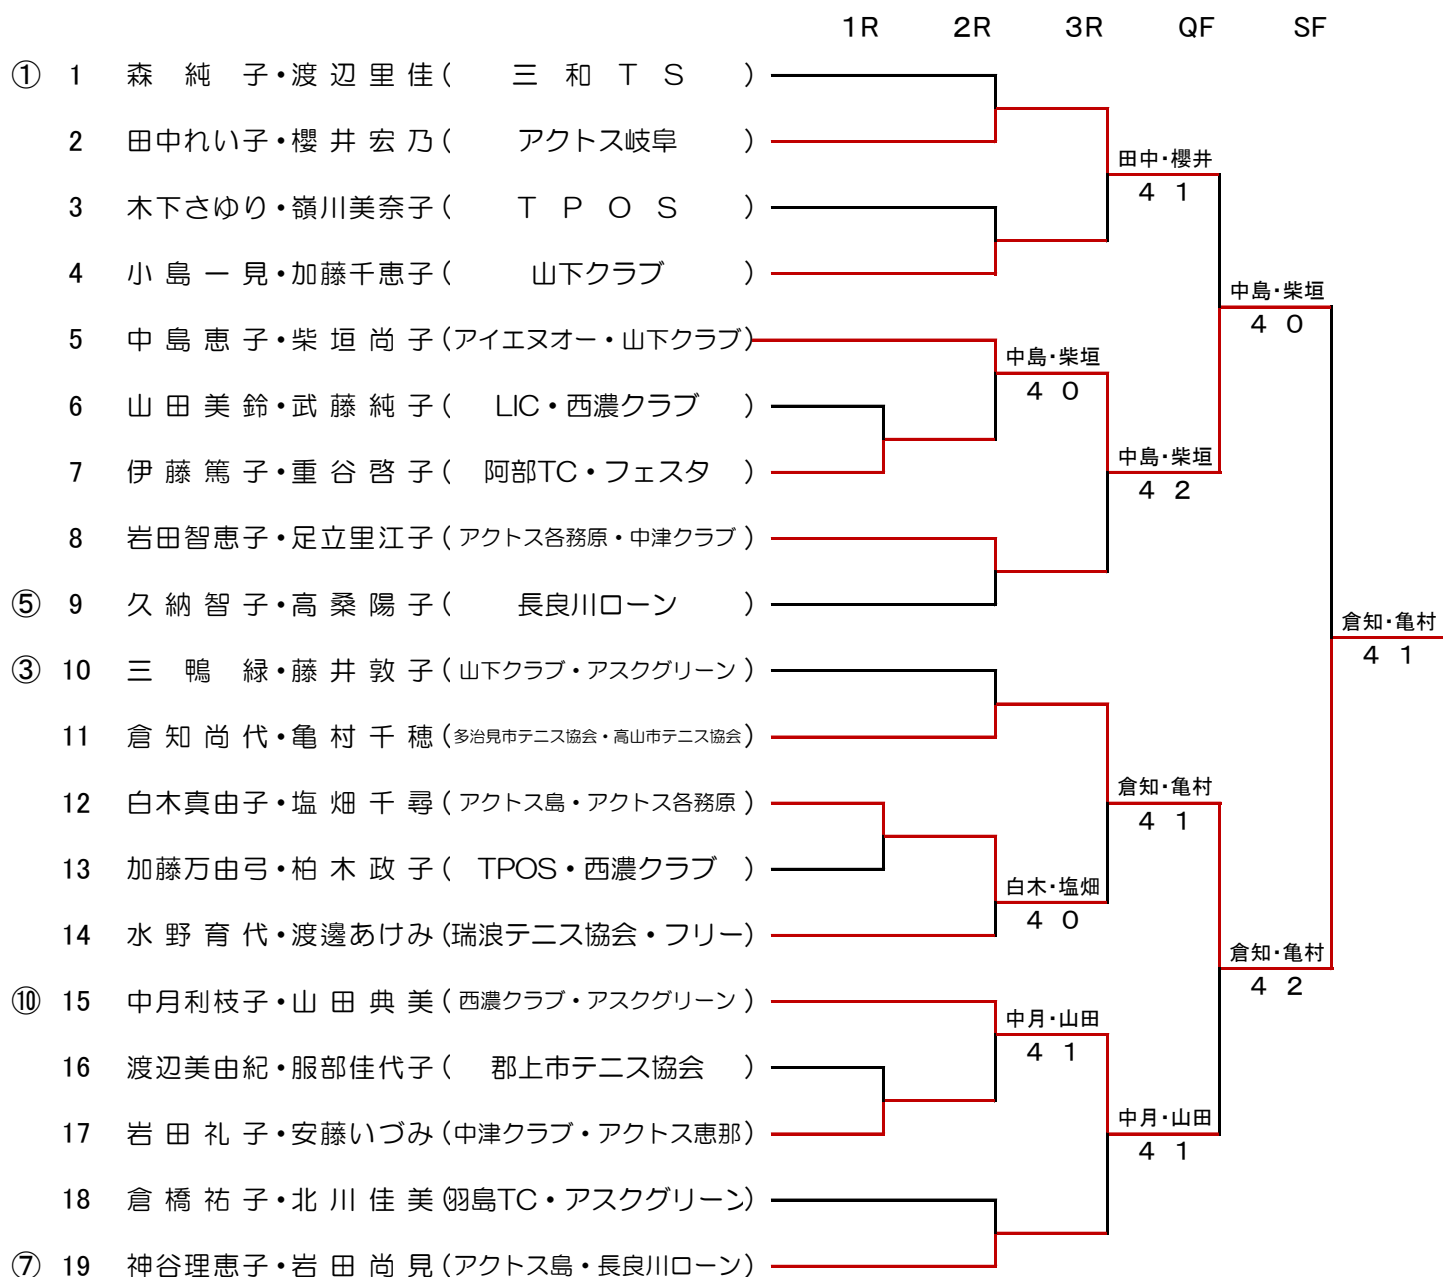 1R 2R 3R QF SF
① 1 森 純 子・渡 辺 里 佳 ( 三 和 T S )
2 田中れい子・櫻 井 宏 乃 ( アクトス岐阜 )
田中・櫻井
4 1
3 木下さゆり・嶺川美奈子 ( T P O S )
4 小 島 一 見・加藤千恵子 ( 山下クラブ )
中島・柴垣
4 0
5 中 島 恵 子・柴 垣 尚 子 (アイエヌオー・山下クラブ)
中島・柴垣
4 0
6 山 田 美 鈴・武 藤 純 子 ( LIC・西濃クラブ )
7 伊 藤 篤 子・重 谷 啓 子 ( 阿部TC・フェスタ )
中島・柴垣
4 2
8 岩田智恵子・足立里江子 ( アクトス各務原・中津クラブ )
⑤ 9 久 納 智 子・高 桑 陽 子 ( 長良川ローン )
倉知・亀村
4 1
③ 10 三 鴨 緑・藤 井 敦 子 ( 山下クラブ・アスクグリーン )
11 倉 知 尚 代・亀 村 千 穂 (多治見市テニス協会・高山市テニス協会)
12 白木真由子・塩 畑 千 尋 ( アクトス島・アクトス各務原 )
倉知・亀村
4 1
13 加藤万由弓・柏 木 政 子 ( TPOS・西濃クラブ )
白木・塩畑
4 0
14 水 野 育 代・渡邊あけみ (瑞浪テニス協会・フリー)
倉知・亀村
4 2
⑩ 15 中月利枝子・山 田 典 美 ( 西濃クラブ・アスクグリーン )
中月・山田
4 1
16 渡辺美由紀・服部佳代子 ( 郡上市テニス協会 )
17 岩 田 礼 子・安藤いづみ (中津クラブ・アクトス恵那)
中月・山田
4 1
18 倉 橋 祐 子・北 川 佳 美 (羽島TC・アスクグリーン)
⑦ 19 神谷理恵子・岩 田 尚 見 (アクトス島・長良川ローン)